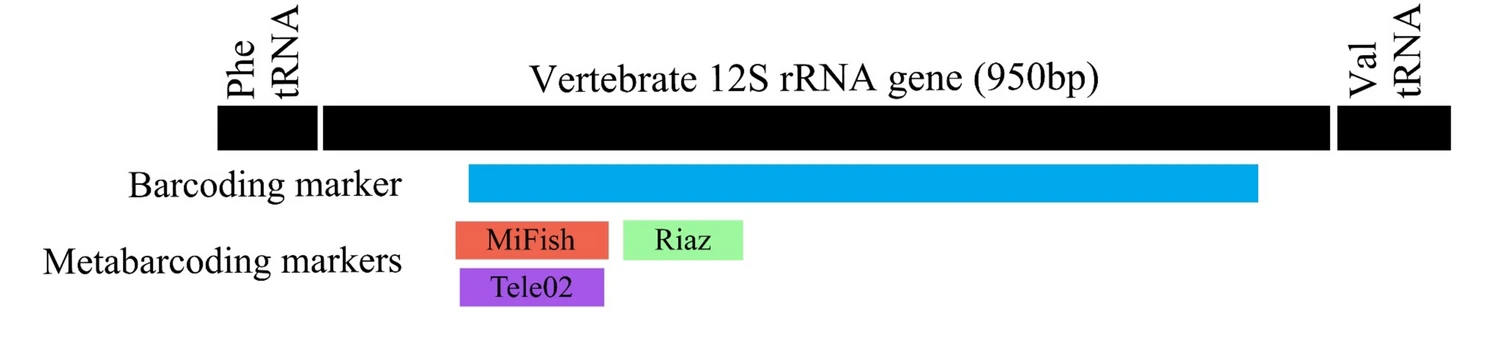 Phe
tRNA
Vertebrate 12S rRNA gene (950bp)
Val
tRNA
Barcoding marker
MiFish
Riaz
Metabarcoding markers
Tele02